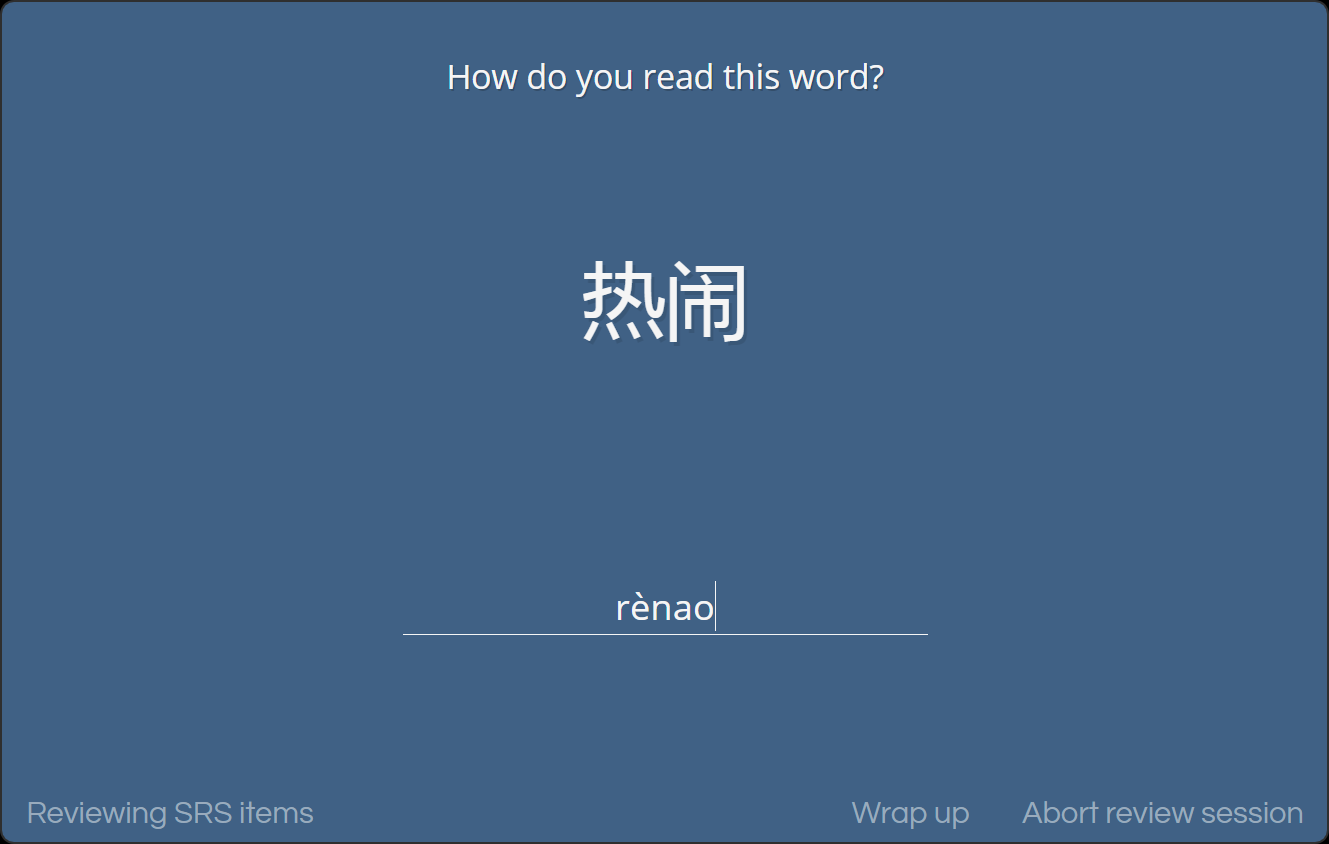 How do you read this word?
热闹
rènao
Reviewing SRS items
Wrap up
Abort review session